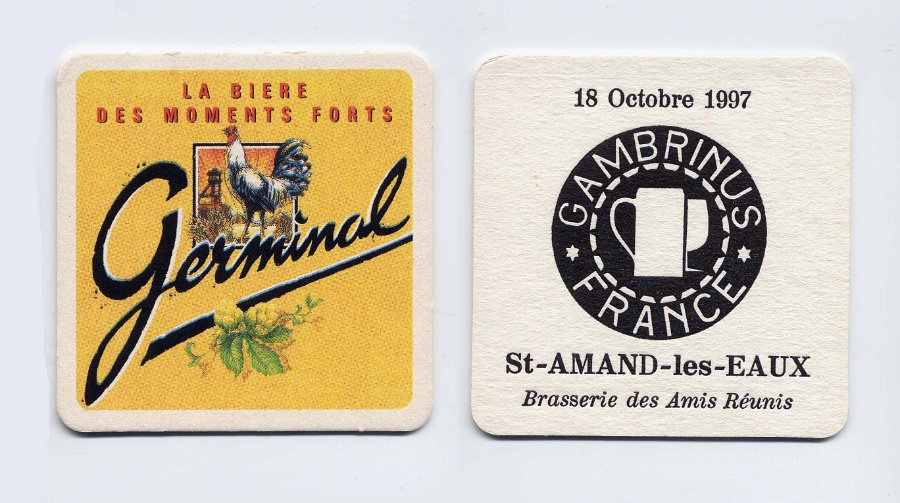 LA BIERE
DES MOMENTS FORTS
Germinal
18 Octobre 1997
GAMBRINUS
FRANCE
St-AMAND-les-EAUX
Brasserie des Amis Réunis